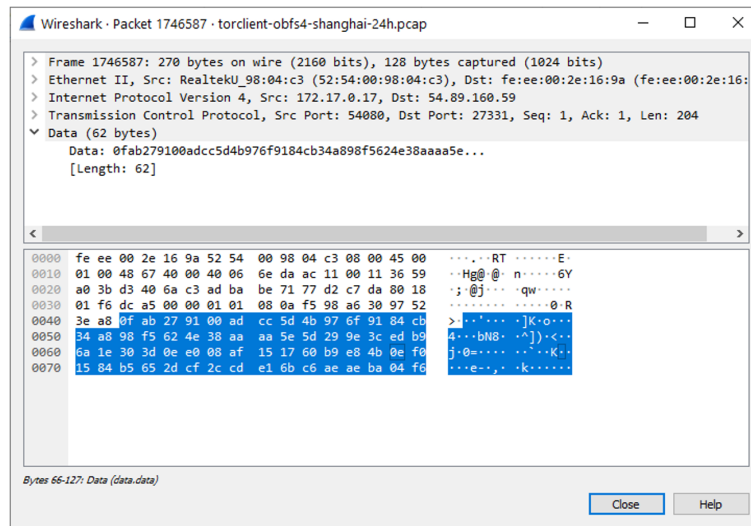 Wireshark · Packet 1746587 · torclient-obfs4-shanghai-24h.pcap
Frame 1746587: 270 bytes on wire (2160 bits), 128 bytes captured (1024 bits)
Ethernet II, Src: RealtekU_98:04:c3 (52:54:00:98:04:c3), Dst: fe:ee:00:2e:16:9a (fe:ee:00:2e:16:
Internet Protocol Version 4, Src: 172.17.0.17, Dst: 54.89.160.59
Transmission Control Protocol, Src Port: 54080, Dst Port: 27331, Seq: 1, Ack: 1, Len: 204
Data (62 bytes)
Data: 0fab279100adcc5d4b976f9184cb34a898f5624e38aaaa5e...
[Length: 62]
0000 fe ee 00 2e 16 9a 52 54 00 98 04 c3 08 00 45 00 ···.··RT ······E·
0010 01 00 48 67 40 00 40 06 6e da ac 11 00 11 36 59 ··Hg@·@· n·····6Y
0020 a0 3b d3 40 6a c3 ad ba be 71 77 d2 c7 da 80 18 ·;·@j··· ·qw·····
0030 01 f6 dc a5 00 00 01 01 08 0a f5 98 a6 30 97 52 ········ ·····0·R
0040 3e a8 0f ab 27 91 00 ad cc 5d 4b 97 6f 91 84 cb >···'··· ·]K·o···
0050 34 a8 98 f5 62 4e 38 aa aa 5e 5d 29 9e 3c ed b9 4···bN8· ·^])·<··
0060 6a 1e 30 3d 0e e0 08 af 15 17 60 b9 e8 4b 0e f0 j·0=···· ··`··K··
0070 15 84 b5 65 2d cf 2c cd e1 6b c6 ae ae ba 04 f6 ···e-·,· ·k······
Bytes 66-127: Data (data.data)
Close Help